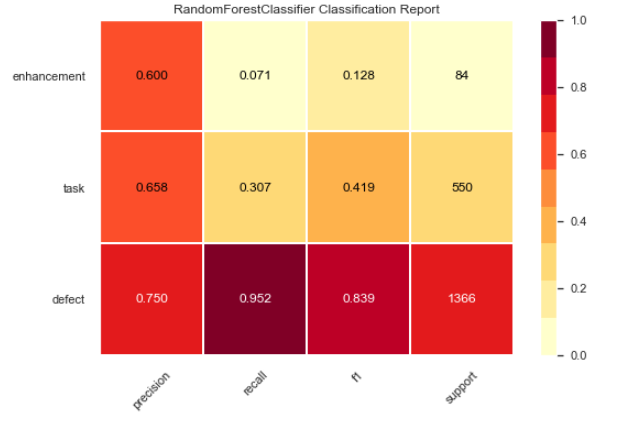 RandomForestClassifier Classification Report
enhancement 0.600 0.071 0.128 84
task 0.658 0.307 0.419 550
defect 0.750 0.952 0.839 1366
precision recall f1 support
1.0
0.8
0.6
0.4
0.2
0.0